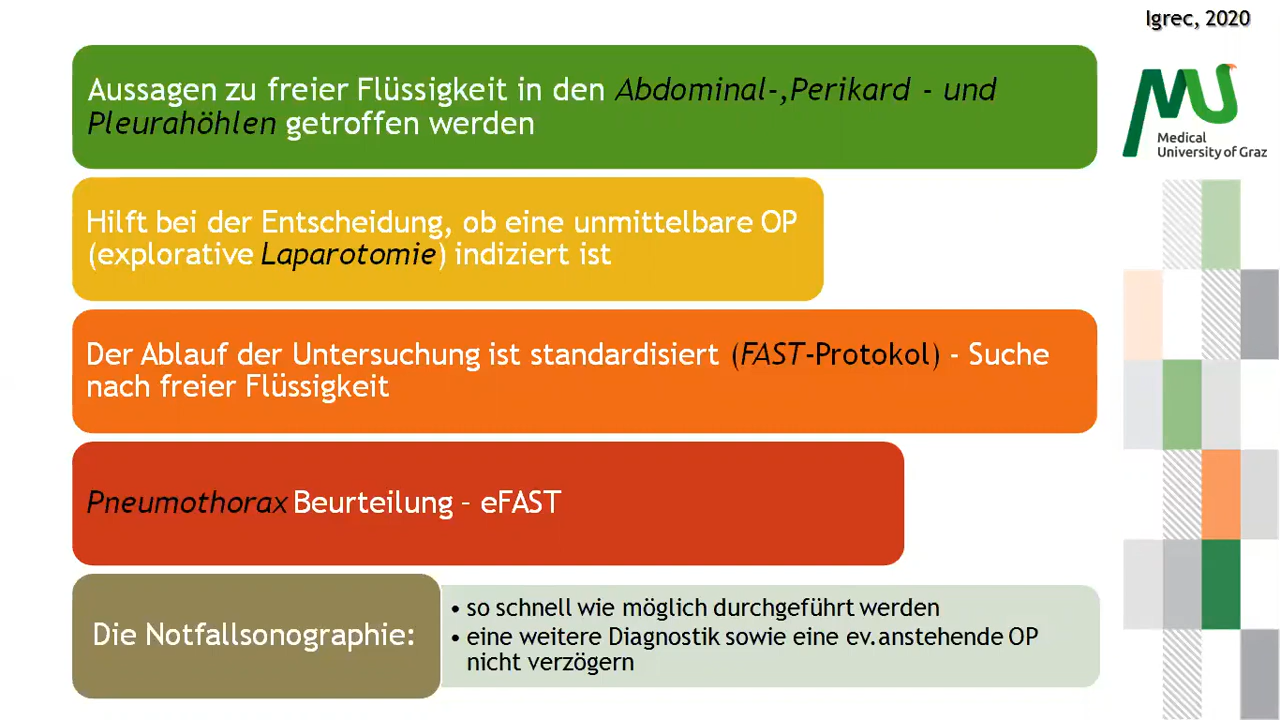 Igrec, 2020
Aussagen zu freier Flüssigkeit in den Abdominal-,Perikard - und
Pleurahöhlen getroffen werden
Medical
University of Graz
Hilft bei der Entscheidung, ob eine unmittelbare OP
(explorative Laparotomie) indiziert ist
Der Ablauf der Untersuchung ist standardisiert (FAST-Protokol) - Suche
nach freier Flüssigkeit
Pneumothorax Beurteilung – eFAST
Die Notfallsonographie:
• so schnell wie möglich durchgeführt werden
• eine weitere Diagnostik sowie eine ev.anstehende OP
nicht verzögern